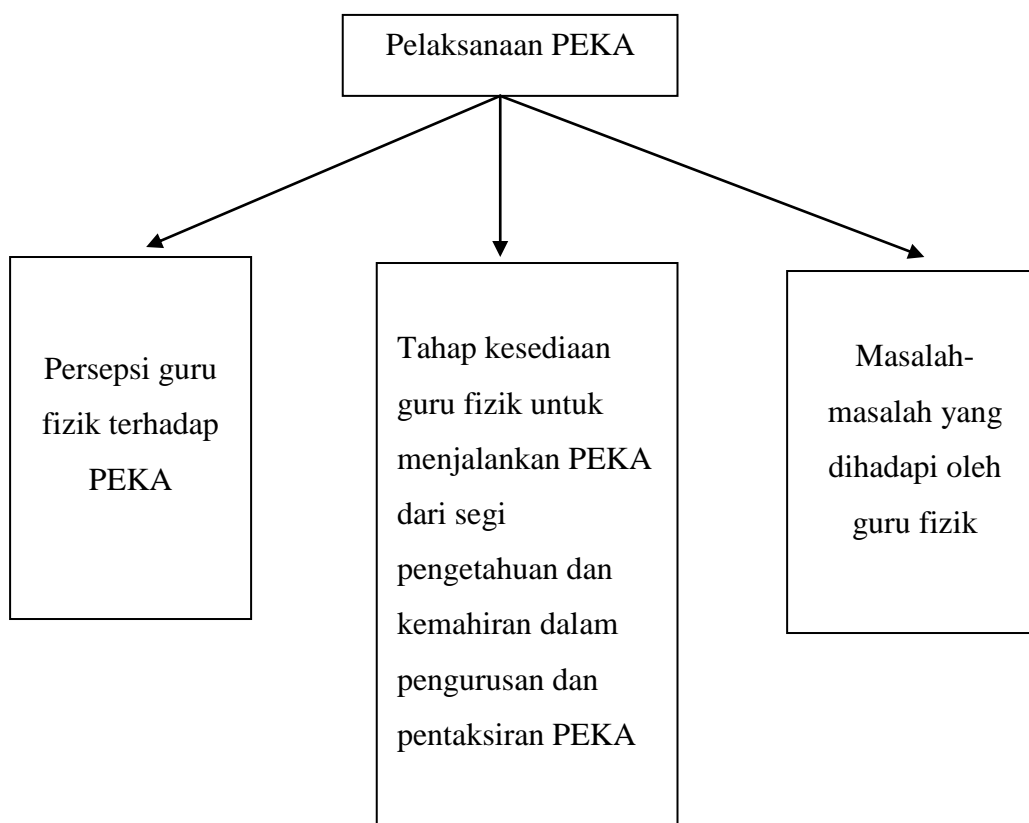 Pelaksanaan PEKA
Persepsi guru
fizik terhadap
PEKA
Tahap kesediaan
guru fizik untuk
menjalankan PEKA
dari segi
pengetahuan dan
kemahiran dalam
pengurusan dan
pentaksiran PEKA
Masalah-
masalah yang
dihadapi oleh
guru fizik